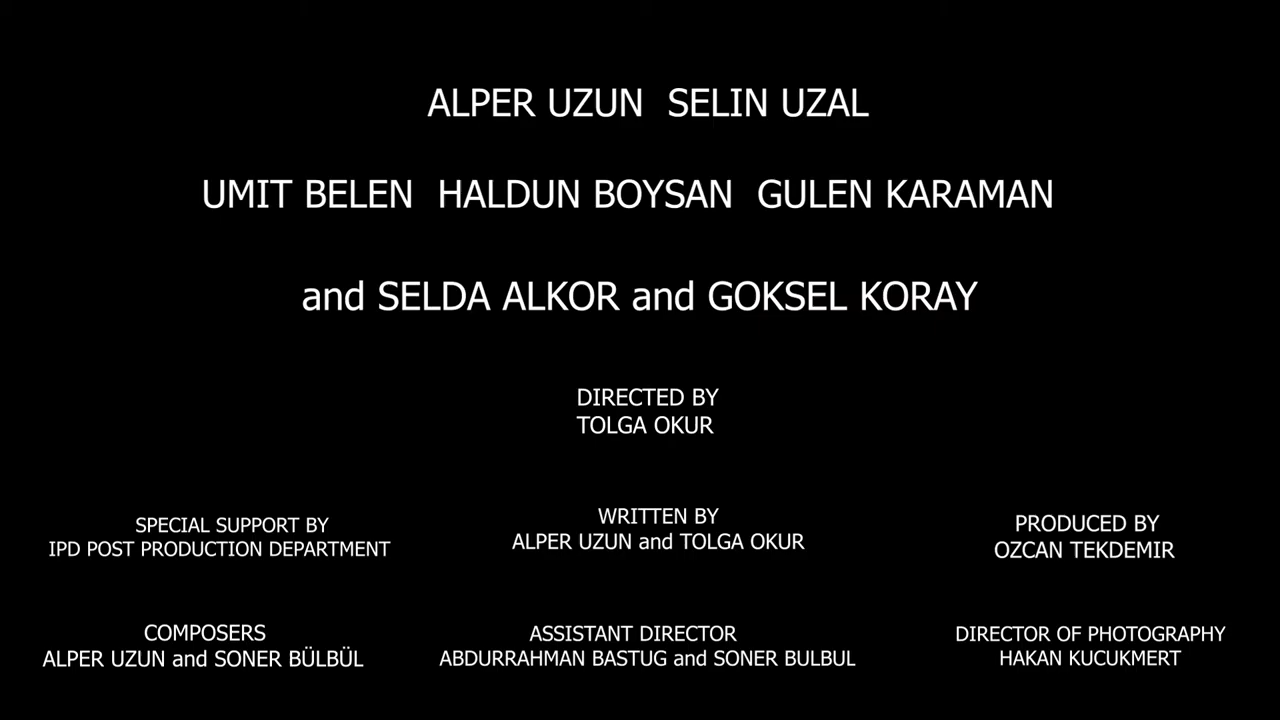 ALPER UZUN SELIN UZAL
UMIT BELEN HALDUN BOYSAN GULEN KARAMAN
and SELDA ALKOR and GOKSEL KORAY
DIRECTED BY
TOLGA OKUR
SPECIAL SUPPORT BY
IPD POST PRODUCTION DEPARTMENT
WRITTEN BY
ALPER UZUN and TOLGA OKUR
PRODUCED BY
OZCAN TEKDEMIR
COMPOSERS
ALPER UZUN and SONER BÜLBÜL
ASSISTANT DIRECTOR
ABDURRAHMAN BASTUG and SONER BULBUL
DIRECTOR OF PHOTOGRAPHY
HAKAN KUCUKMERT